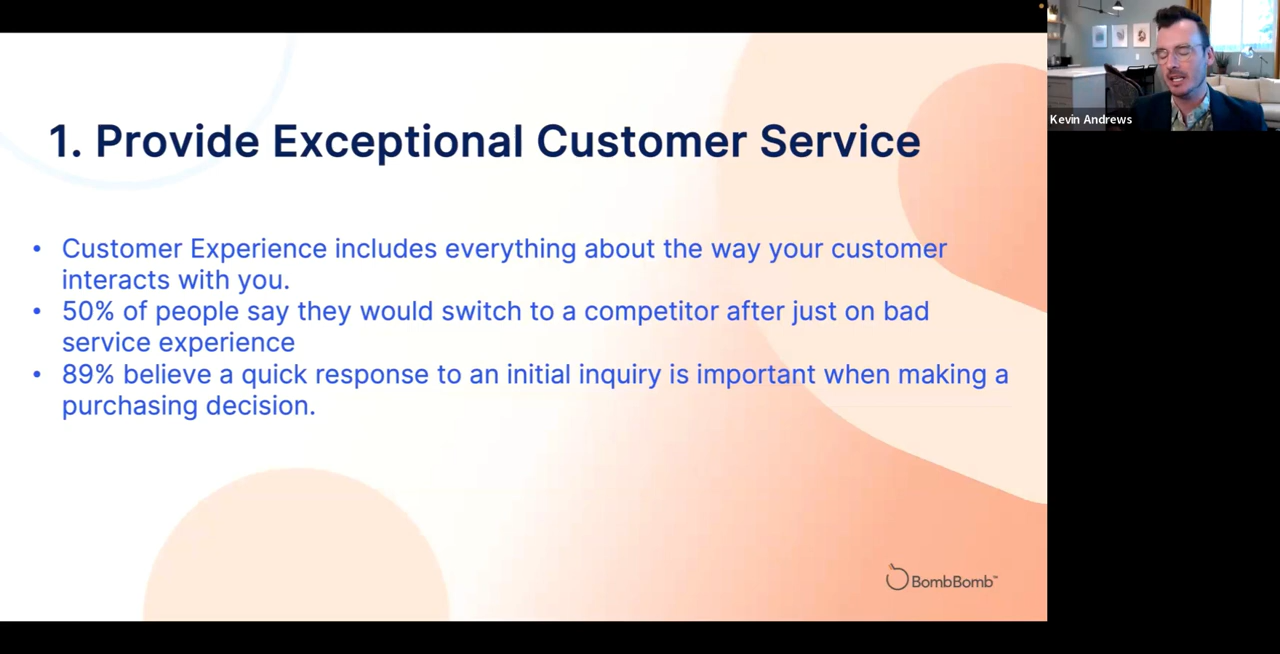 1. Provide Exceptional Customer Service
• Customer Experience includes everything about the way your customer
interacts with you.
• 50% of people say they would switch to a competitor after just on bad
service experience
• 89% believe a quick response to an initial inquiry is important when making a
purchasing decision.
BombBomb™
Kevin Andrews